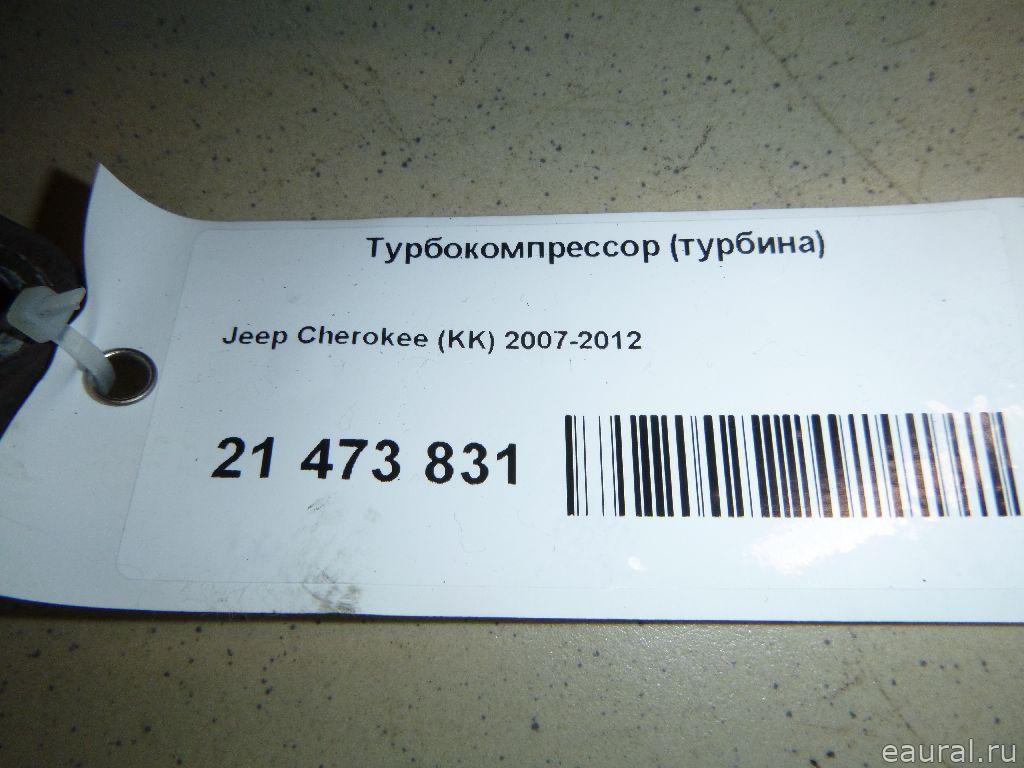 Турбокомпрессор (турбина)
Jeep Cherokee (KK) 2007-2012
21 473 831
eaural.ru